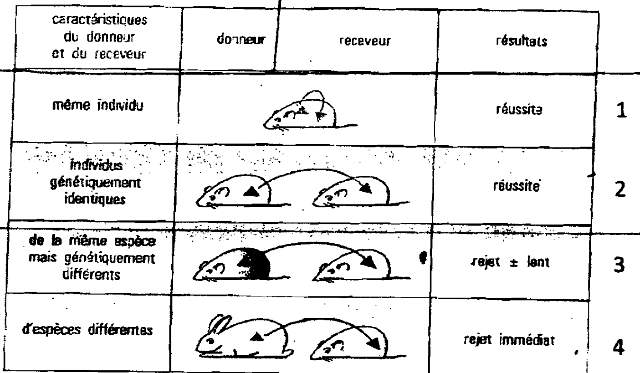 caractéristiques
du donneur
et du receveur
donneur
receveur
résultats
même individu
réussite
1
individus
génétiquement
identiques
réussite
2
de la même espèce
mais génétiquement
différents
rejet ± lent
3
d'espèces différentes
rejet immédiat
4